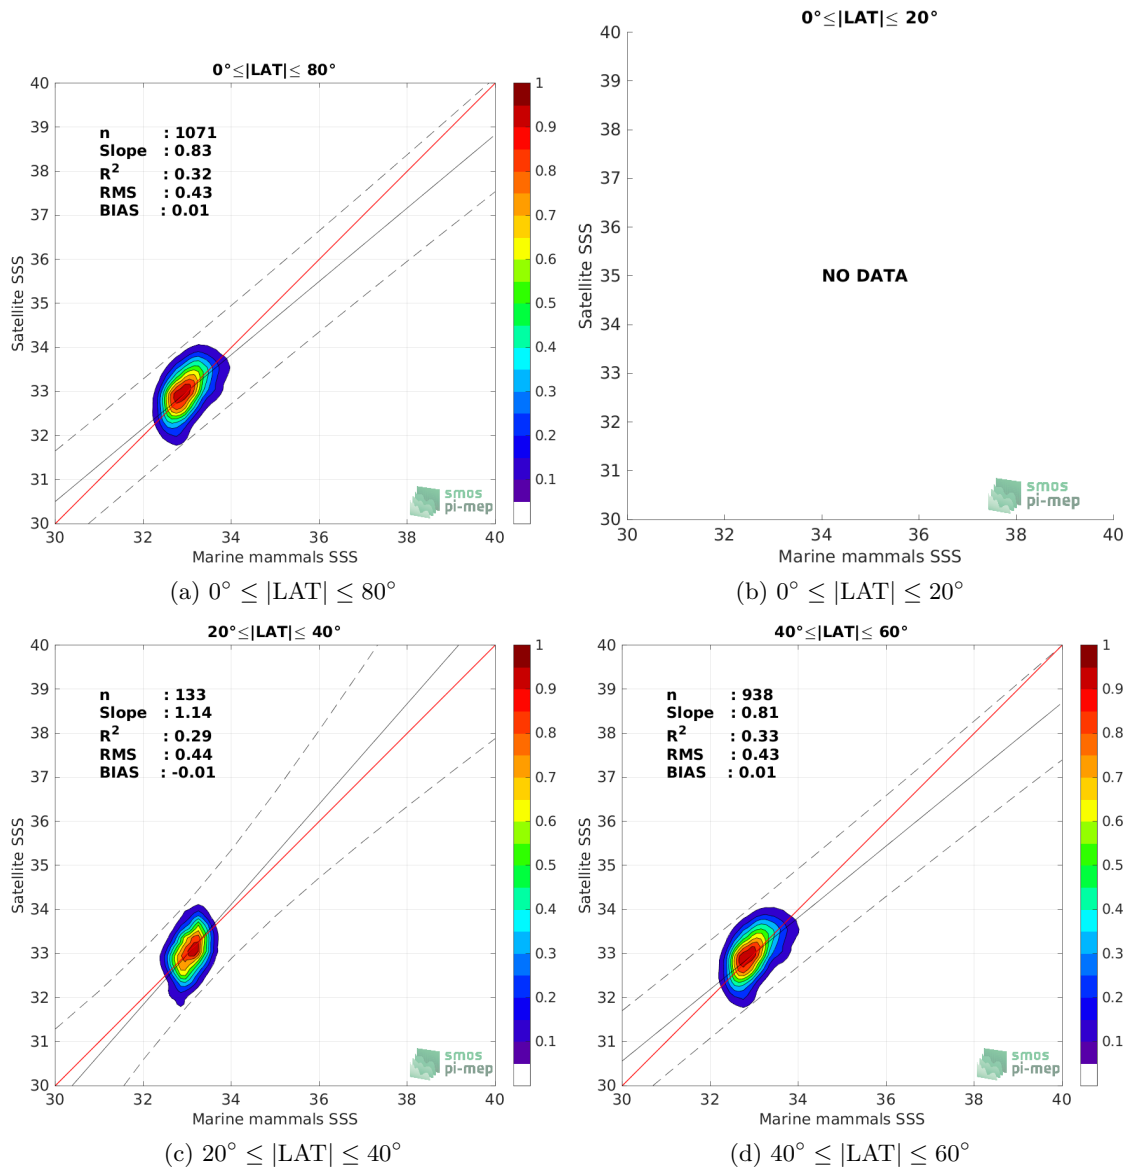 0°≤|LAT|≤ 80°
40
39
38
37
36
35
34
33
32
31
30
Satellite SSS
n : 1071
Slope : 0.83
R² : 0.32
RMS : 0.43
BIAS : 0.01
smos
pi-mep
30 32 34 36 38 40
Marine mammals SSS
1
0.9
0.8
0.7
0.6
0.5
0.4
0.3
0.2
0.1
(a) 0° ≤ |LAT| ≤ 80°
0°≤|LAT|≤ 20°
40
39
38
37
36
35
34
33
32
31
30
Satellite SSS
NO DATA
smos
pi-mep
30 32 34 36 38 40
Marine mammals SSS
(b) 0° ≤ |LAT| ≤ 20°
20°≤|LAT|≤ 40°
40
39
38
37
36
35
34
33
32
31
30
Satellite SSS
n : 133
Slope : 1.14
R² : 0.29
RMS : 0.44
BIAS : -0.01
smos
pi-mep
30 32 34 36 38 40
Marine mammals SSS
1
0.9
0.8
0.7
0.6
0.5
0.4
0.3
0.2
0.1
(c) 20° ≤ |LAT| ≤ 40°
40°≤|LAT|≤ 60°
40
39
38
37
36
35
34
33
32
31
30
Satellite SSS
n : 938
Slope : 0.81
R² : 0.33
RMS : 0.43
BIAS : 0.01
smos
pi-mep
30 32 34 36 38 40
Marine mammals SSS
1
0.9
0.8
0.7
0.6
0.5
0.4
0.3
0.2
0.1
(d) 40° ≤ |LAT| ≤ 60°